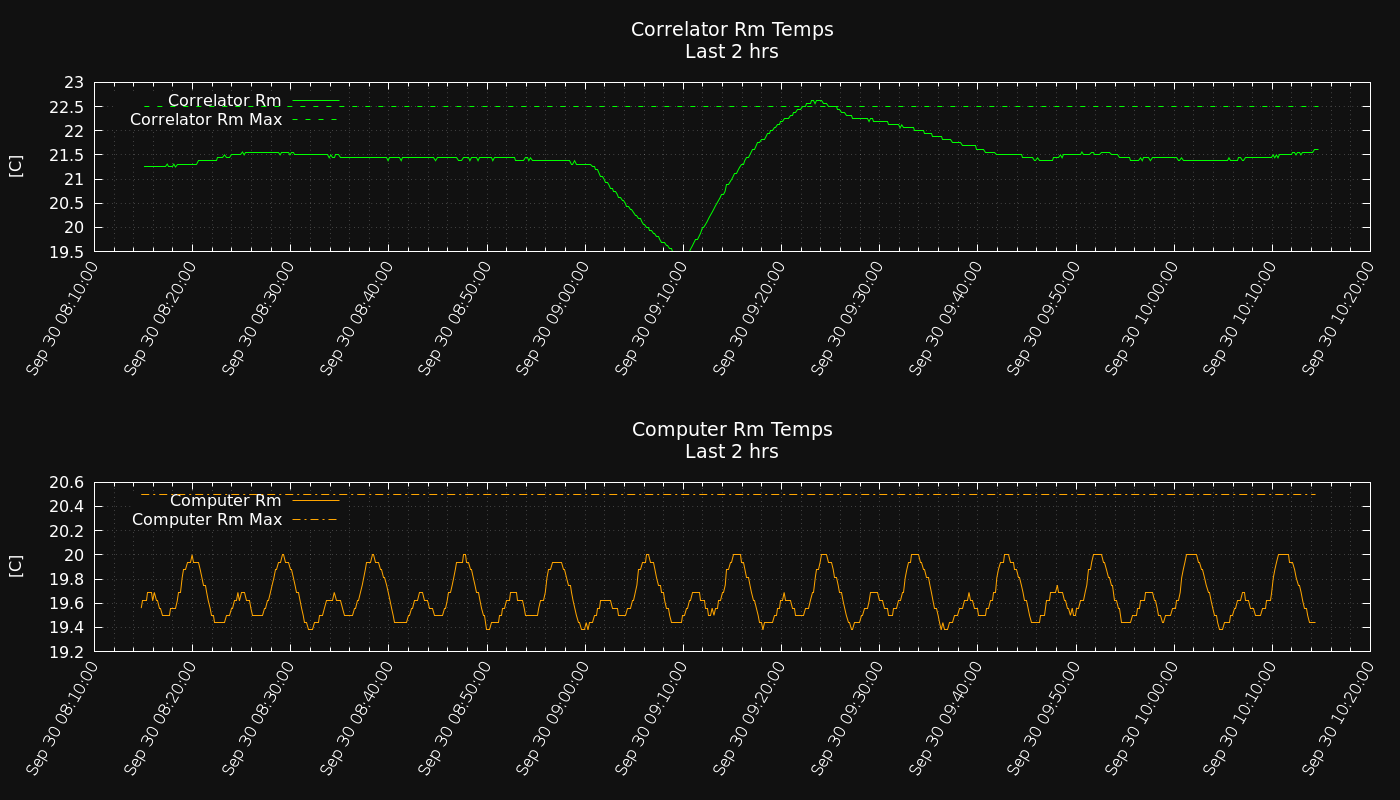 Correlator Rm Temps
Last 2 hrs
[C]
23
22.5
22
21.5
21
20.5
20
19.5
Correlator Rm
Correlator Rm Max
Sep 30 08:10:00
Sep 30 08:20:00
Sep 30 08:30:00
Sep 30 08:40:00
Sep 30 08:50:00
Sep 30 09:00:00
Sep 30 09:10:00
Sep 30 09:20:00
Sep 30 09:30:00
Sep 30 09:40:00
Sep 30 09:50:00
Sep 30 10:00:00
Sep 30 10:10:00
Sep 30 10:20:00
Computer Rm Temps
Last 2 hrs
[C]
20.6
20.4
20.2
20
19.8
19.6
19.4
19.2
Computer Rm
Computer Rm Max
Sep 30 08:10:00
Sep 30 08:20:00
Sep 30 08:30:00
Sep 30 08:40:00
Sep 30 08:50:00
Sep 30 09:00:00
Sep 30 09:10:00
Sep 30 09:20:00
Sep 30 09:30:00
Sep 30 09:40:00
Sep 30 09:50:00
Sep 30 10:00:00
Sep 30 10:10:00
Sep 30 10:20:00